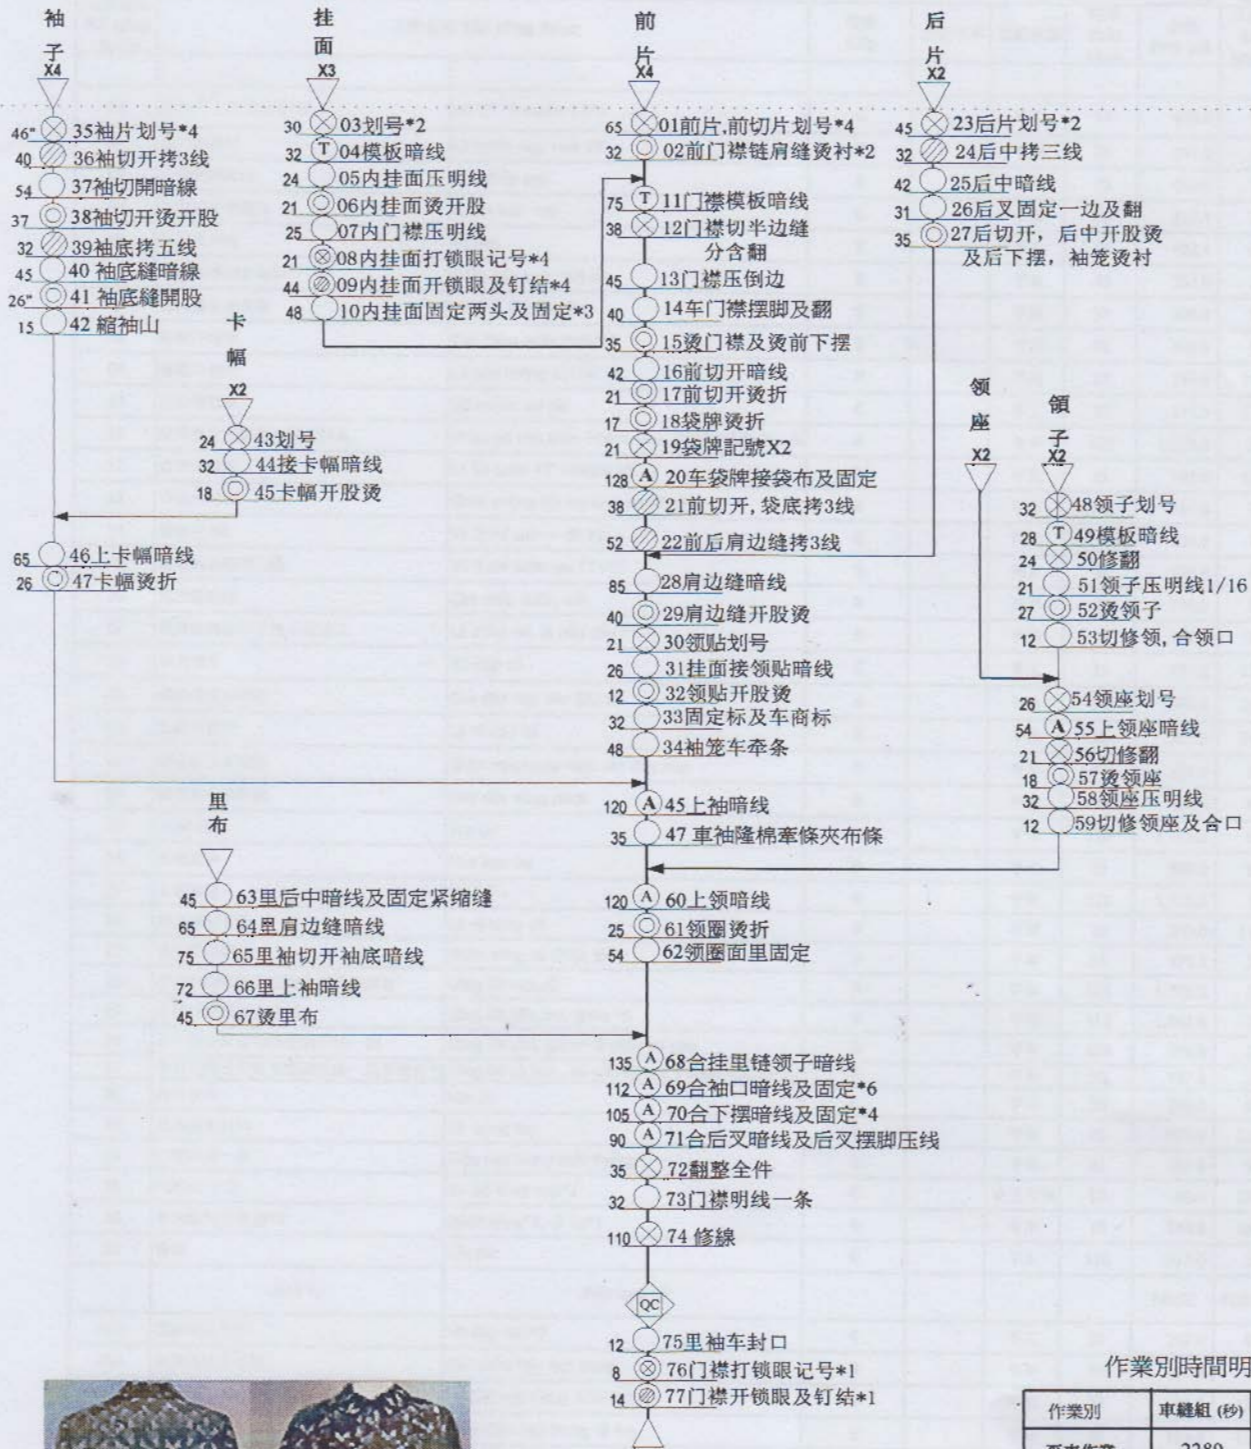 袖子
X4
46" 35袖片划号*4
40 36袖切开拷3线
54 37袖切開暗線
37 38袖切开烫开股
32 39袖底拷五线
45 40 袖底縫暗線
26" 41 袖底縫開股
15 42 縮袖山
卡幅
X2
24 43划号
32 44接卡幅暗线
18 45卡幅开股烫
65 46上卡幅暗线
26 47卡幅烫折
挂面
X3
30 03划号*2
32 T 04模板暗线
24 05内挂面压明线
21 06内挂面烫开股
25 07内门襟压明线
21 08内挂面打锁眼记号*4
44 09内挂面开锁眼及钉结*4
48 10内挂面固定两头及固定*3
前片
X4
65 01前片,前切片划号*4
32 02前门襟链肩缝烫衬*2
75 T 11门襟模板暗线
38 12门襟切半边缝
分含翻
45 13门襟压倒边
40 14车门襟摆脚及翻
35 15烫门襟及烫前下摆
42 16前切开暗线
21 17前切开烫折
17 18袋牌烫折
21 19袋牌記號X2
128 A 20车袋牌接袋布及固定
38 21前切开,袋底拷3线
52 22前后肩边缝拷3线
后片
X2
45 23后片划号*2
32 24后中拷三线
42 25后中暗线
31 26后叉固定一边及翻
35 27后切开，后中开股烫
及后下摆，袖笼烫衬
85 28肩边缝暗线
40 29肩边缝开股烫
21 30领贴划号
26 31挂面接领贴暗线
12 32领贴开股烫
32 33固定标及车商标
48 34袖笼车牵条
120 A 45上袖暗线
35 47 車袖隆棉牽條夾布條
领座
X2
領子
X2
32 48领子划号
28 T 49模板暗线
24 50修翻
21 51领子压明线1/16
27 52烫领子
12 53切修领,合领口
26 54领座划号
54 A 55上领座暗线
21 56切修翻
18 57烫领座
32 58领座压明线
12 59切修领座及合口
120 A 60上领暗线
25 61领圈烫折
54 62领圈面里固定
里布
45 63里后中暗线及固定紧缩缝
65 64里肩边缝暗线
75 65里袖切开袖底暗线
72 66里上袖暗线
45 67烫里布
135 A 68合挂里链领子暗线
112 A 69合袖口暗线及固定*6
105 A 70合下摆暗线及固定*4
90 A 71合后叉暗线及后叉摆脚压线
35 72翻整全件
32 73门襟明线一条
110 74 修線
QC
12 75里袖车封口
8 76门襟打锁眼记号*1
14 77门襟开锁眼及钉结*1
作業別時間明
作業別 車縫組 (秒)